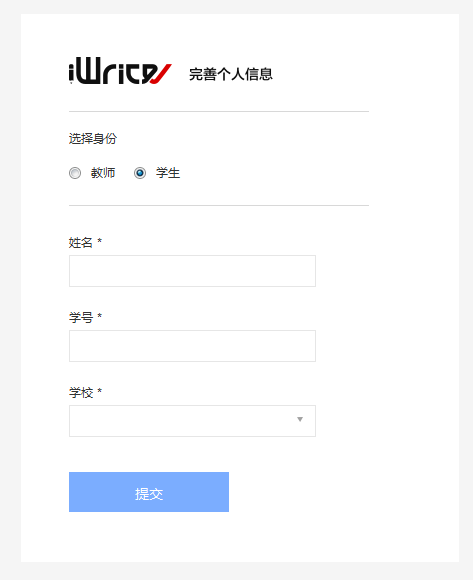 iWrite 完善个人信息
选择身份
教师 学生
姓名 *
学号 *
学校 *
提交